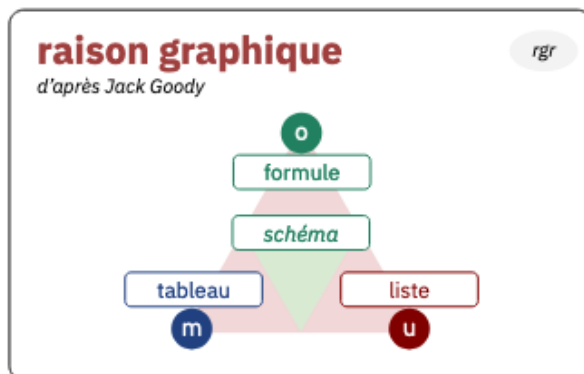 raison graphique
rgr
d'après Jack Goody
o
formule
schéma
tableau
liste
m
u